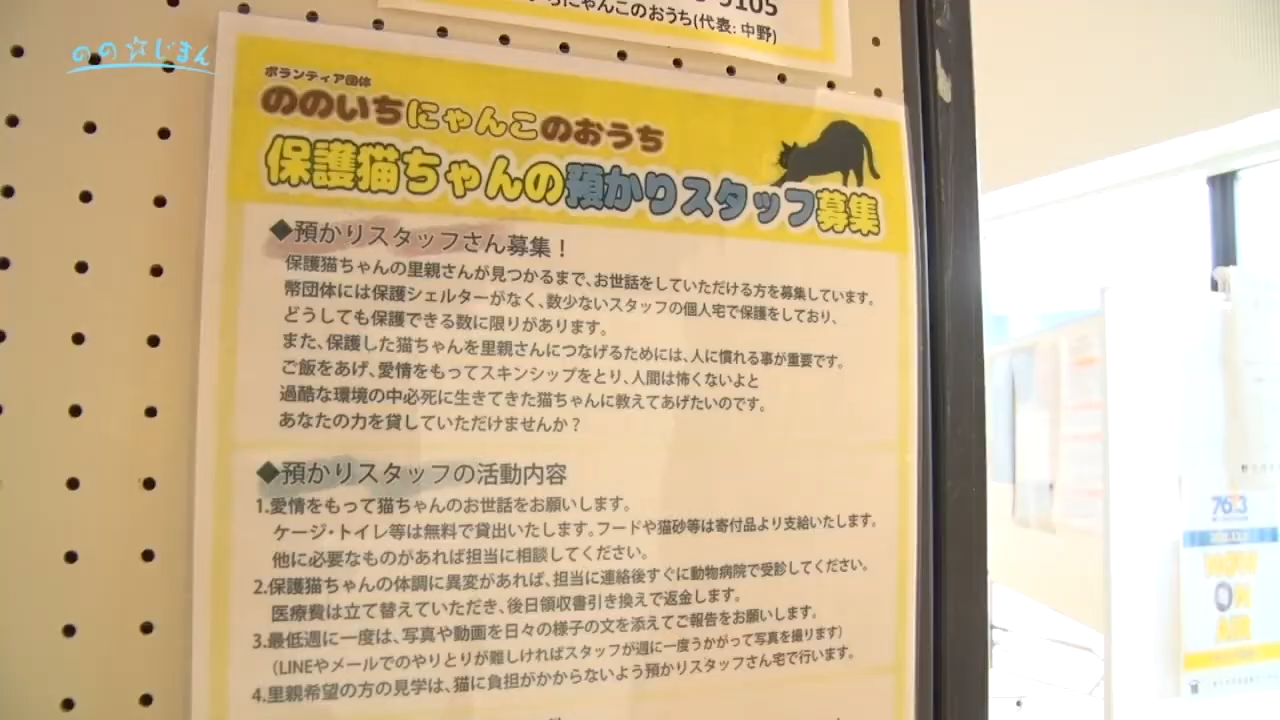 のの☆じまん
9105
にゃんこのおうち(代表: 中野)
ボランティア団体
ののいちにゃんこのおうち
保護猫ちゃんの預かりスタッフ募集
◆預かりスタッフさん募集！
保護猫ちゃんの里親さんが見つかるまで、お世話をしていただける方を募集しています。
幣団体には保護シェルターがなく、数少ないスタッフの個人宅で保護をしており、
どうしても保護できる数に限りがあります。
また、保護した猫ちゃんを里親さんにつなげるためには、人に慣れる事が重要です。
ご飯をあげ、愛情をもってスキンシップをとり、人間は怖くないよと
過酷な環境の中必死に生きてきた猫ちゃんに教えてあげたいのです。
あなたの力を貸していただけませんか？
◆預かりスタッフの活動内容
1.愛情をもって猫ちゃんのお世話をお願いします。
ケージ・トイレ等は無料で貸出いたします。フードや猫砂等は寄付品より支給いたします。
他に必要なものがあれば担当に相談してください。
2.保護猫ちゃんの体調に異変があれば、担当に連絡後すぐに動物病院で受診してください。
医療費は立て替えていただき、後日領収書引き換えで返金します。
3.最低週に一度は、写真や動画を日々の様子の文を添えてご報告をお願いします。
（LINEやメールでのやりとりが難しければスタッフが週に一度うかがって写真を撮ります）
4.里親希望の方の見学は、猫に負担がかからないよう預かりスタッフさん宅で行います。
76.3